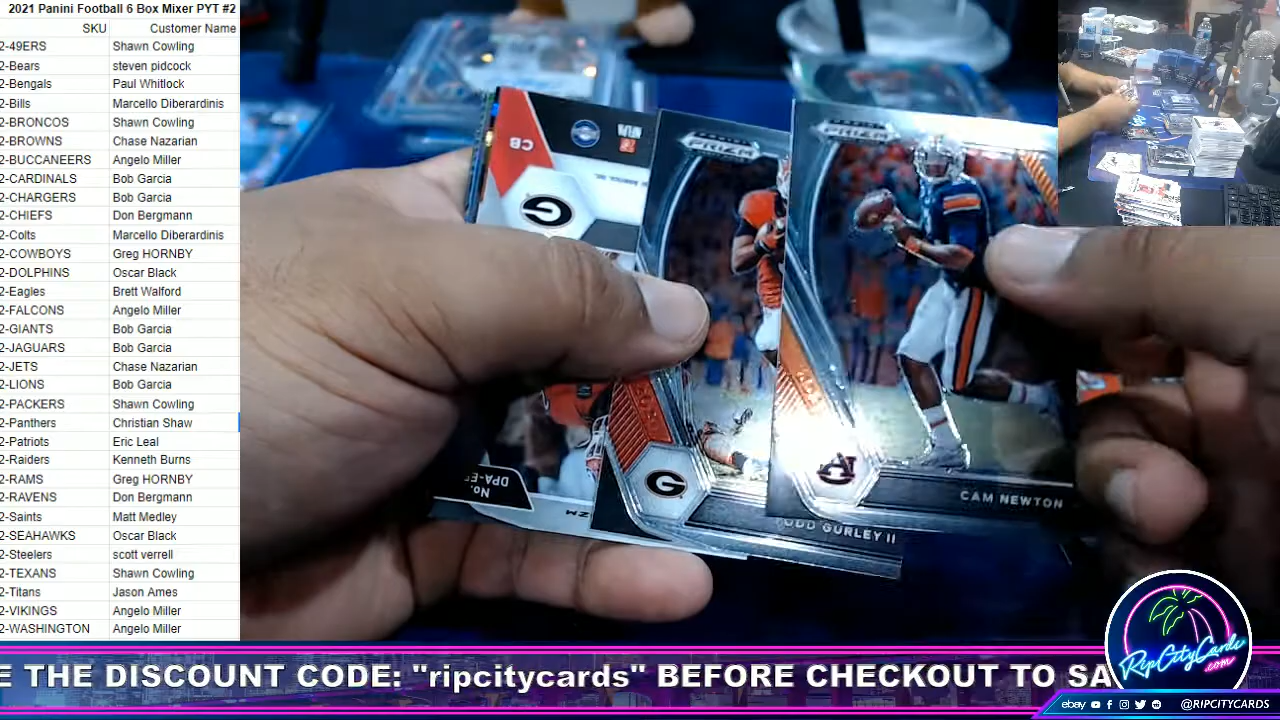 2021 Panini Football 6 Box Mixer PYT #2
SKU Customer Name
2-49ERS Shawn Cowling
2-Bears steven pidcock
2-Bengals Paul Whitlock
2-Bills Marcello Diberardinis
2-BRONCOS Shawn Cowling
2-BROWNS Chase Nazarian
2-BUCCANEERS Angelo Miller
2-CARDINALS Bob Garcia
2-CHARGERS Bob Garcia
2-CHIEFS Don Bergmann
2-Colts Marcello Diberardinis
2-COWBOYS Greg HORNBY
2-DOLPHINS Oscar Black
2-Eagles Brett Walford
2-FALCONS Angelo Miller
2-GIANTS Bob Garcia
2-JAGUARS Bob Garcia
2-JETS Chase Nazarian
2-LIONS Bob Garcia
2-PACKERS Shawn Cowling
2-Panthers Christian Shaw
2-Patriots Eric Leal
2-Raiders Kenneth Burns
2-RAMS Greg HORNBY
2-RAVENS Don Bergmann
2-Saints Matt Medley
2-SEAHAWKS Oscar Black
2-Steelers scott verrell
2-TEXANS Shawn Cowling
2-Titans Jason Ames
2-VIKINGS Angelo Miller
2-WASHINGTON Angelo Miller
CB
G
PRIZM
PRIZM
No.
DPA-E
G
CAM NEWTON
ODD GURLEY II
RipCityCards
.com
E THE DISCOUNT CODE: "ripcitycards" BEFORE CHECKOUT TO SA
ebay @RIPCITYCARDS